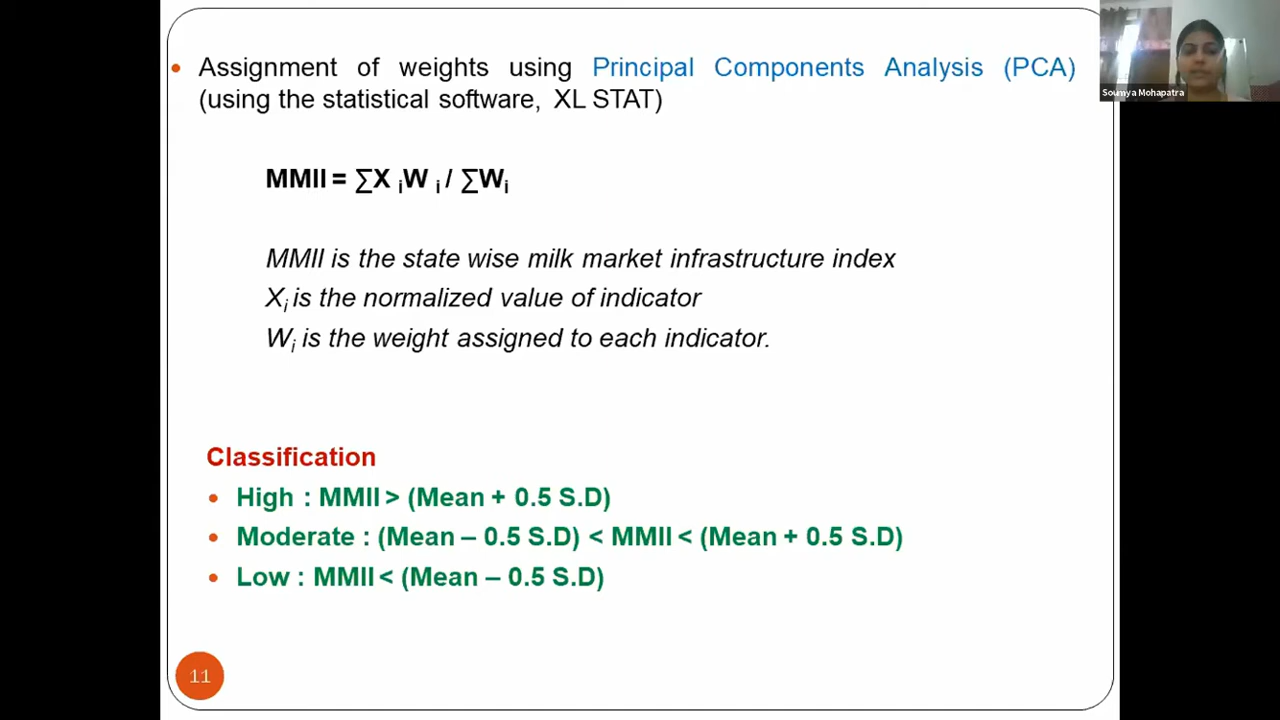 Assignment of weights using Principal Components Analysis (PCA)
(using the statistical software, XL STAT)
MMII = ∑X i W i / ∑Wi
MMII is the state wise milk market infrastructure index
Xi is the normalized value of indicator
Wi is the weight assigned to each indicator.
Classification
High : MMII > (Mean + 0.5 S.D)
Moderate : (Mean – 0.5 S.D) < MMII < (Mean + 0.5 S.D)
Low : MMII < (Mean – 0.5 S.D)
11
Soumya Mohapatra